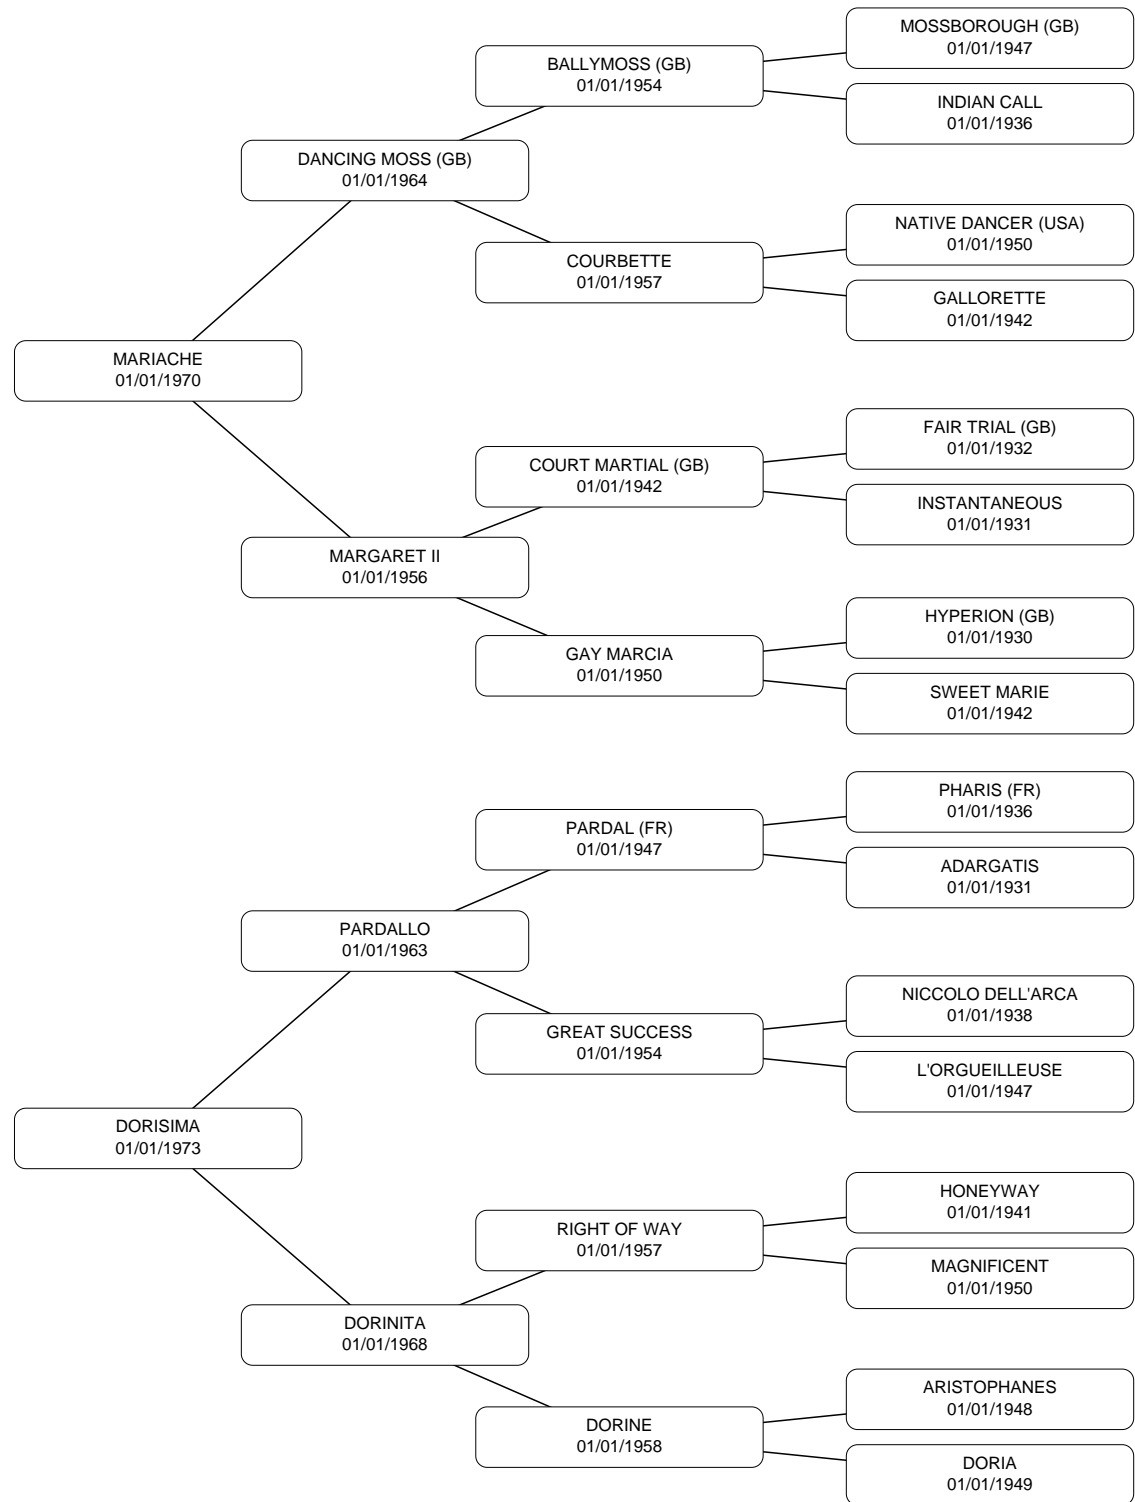 MOSSBOROUGH (GB)
01/01/1947
BALLYMOSS (GB)
01/01/1954
INDIAN CALL
01/01/1936
DANCING MOSS (GB)
01/01/1964
NATIVE DANCER (USA)
01/01/1950
COURBETTE
01/01/1957
GALLORETTE
01/01/1942
MARIACHE
01/01/1970
FAIR TRIAL (GB)
01/01/1932
COURT MARTIAL (GB)
01/01/1942
INSTANTANEOUS
01/01/1931
MARGARET II
01/01/1956
HYPERION (GB)
01/01/1930
GAY MARCIA
01/01/1950
SWEET MARIE
01/01/1942
PHARIS (FR)
01/01/1936
PARDAL (FR)
01/01/1947
ADARGATIS
01/01/1931
PARDALLO
01/01/1963
NICCOLO DELL'ARCA
01/01/1938
GREAT SUCCESS
01/01/1954
L'ORGUEILLEUSE
01/01/1947
DORISIMA
01/01/1973
HONEYWAY
01/01/1941
RIGHT OF WAY
01/01/1957
MAGNIFICENT
01/01/1950
DORINITA
01/01/1968
ARISTOPHANES
01/01/1948
DORINE
01/01/1958
DORIA
01/01/1949